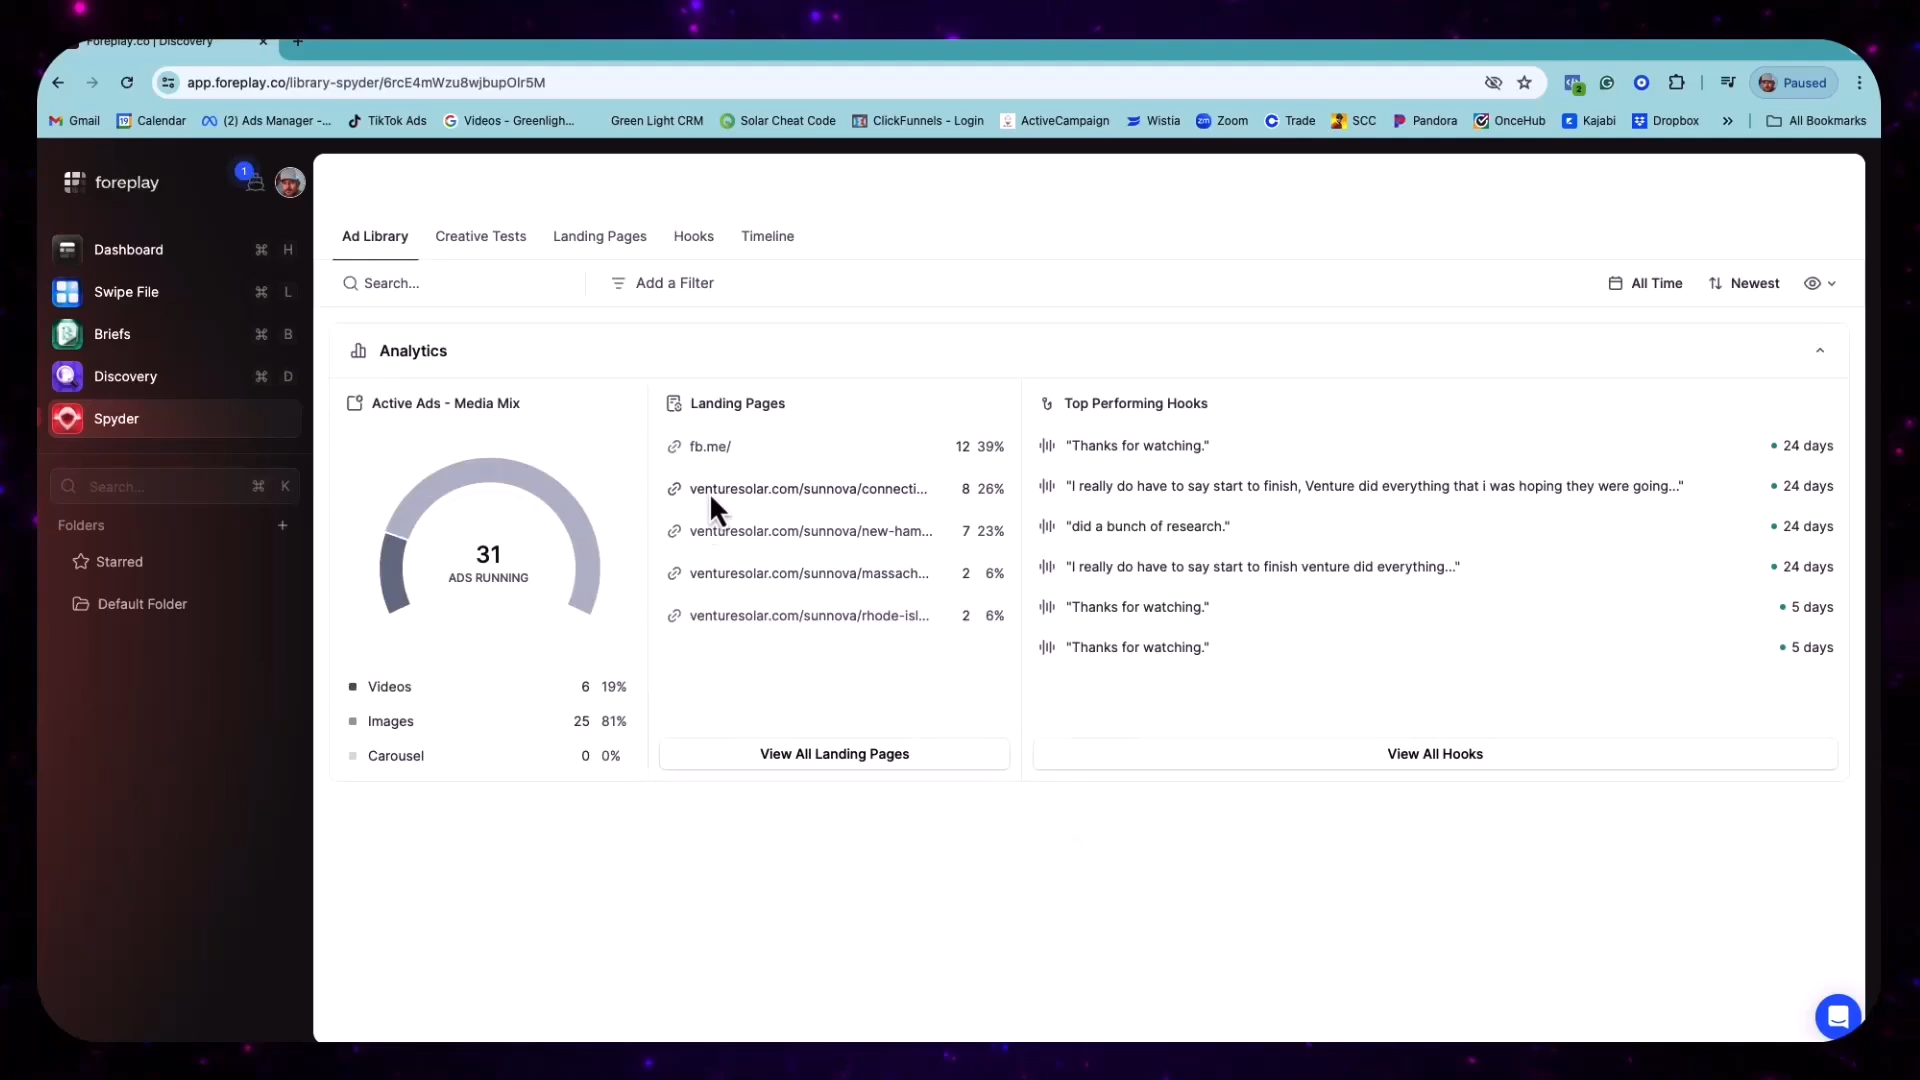 Foreplay.co | Discovery
app.foreplay.co/library-spyder/6rcE4mWzu8wjbupOlr5M
2
Paused
Gmail
19 Calendar
(2) Ads Manager -...
TikTok Ads
Videos - Greenligh...
Green Light CRM
Solar Cheat Code
ClickFunnels - Login
ActiveCampaign
Wistia
zm Zoom
Trade
SCC
Pandora
OnceHub
Kajabi
Dropbox
All Bookmarks
foreplay
1
Dashboard ⌘ H
Swipe File ⌘ L
Briefs ⌘ B
Discovery ⌘ D
Spyder
Search... ⌘ K
Folders +
Starred
Default Folder
Ad Library
Creative Tests
Landing Pages
Hooks
Timeline
Search...
Add a Filter
All Time
Newest
Analytics
Active Ads - Media Mix
31
ADS RUNNING
Videos 6 19%
Images 25 81%
Carousel 0 0%
Landing Pages
fb.me/ 12 39%
venturesolar.com/sunnova/connecti... 8 26%
venturesolar.com/sunnova/new-ham... 7 23%
venturesolar.com/sunnova/massach... 2 6%
venturesolar.com/sunnova/rhode-isl... 2 6%
View All Landing Pages
Top Performing Hooks
"Thanks for watching." 24 days
"I really do have to say start to finish, Venture did everything that i was hoping they were going..." 24 days
"did a bunch of research." 24 days
"I really do have to say start to finish venture did everything..." 24 days
"Thanks for watching." 5 days
"Thanks for watching." 5 days
View All Hooks